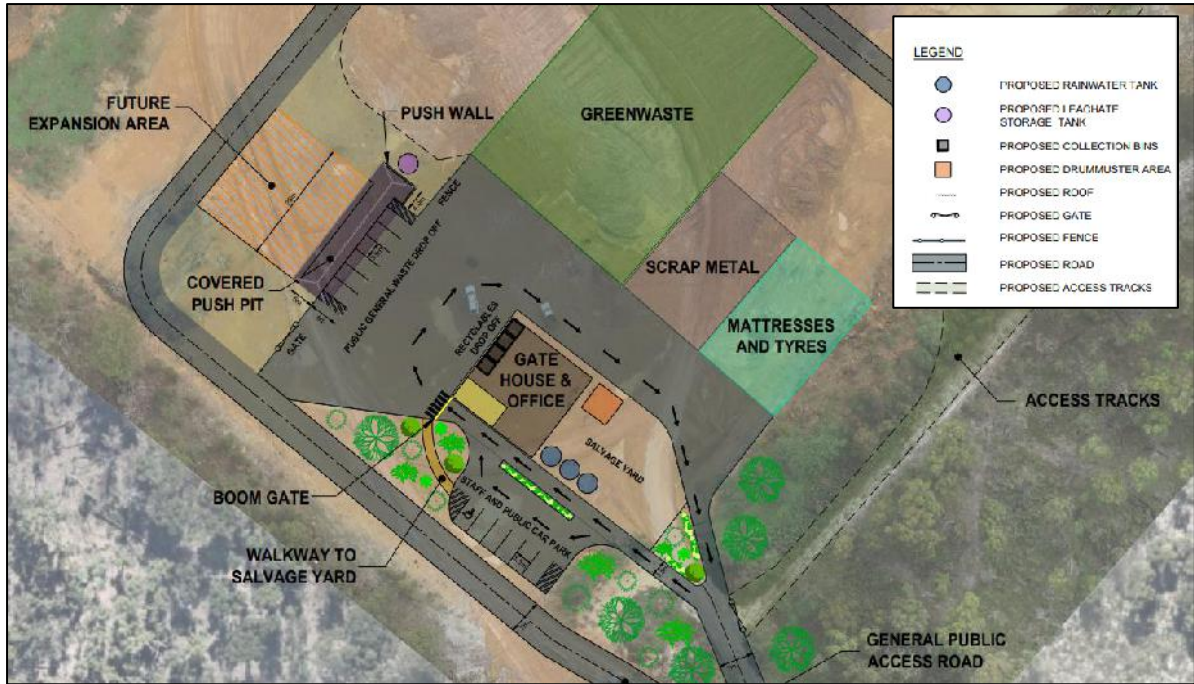 LEGEND
PROPOSED RAINWATER TANK
PROPOSED LEACHATE
STORAGE TANK
PROPOSED COLLECTION BINS
PROPOSED DRUMMUSTER AREA
PROPOSED ROOF
PROPOSED GATE
PROPOSED FENCE
PROPOSED ROAD
PROPOSED ACCESS TRACKS
FUTURE
EXPANSION AREA
PUSH WALL
GREENWASTE
FENCE
COVERED
PUSH PIT
GATE
PUBLIC GENERAL WASTE DROP OFF
SCRAP METAL
MATTRESSES
AND TYRES
RECYCLABLES
DROP OFF
GATE
HOUSE &
OFFICE
SALVAGE YARD
ACCESS TRACKS
BOOM GATE
STAFF AND PUBLIC CAR PARK
WALKWAY TO
SALVAGE YARD
GENERAL PUBLIC
ACCESS ROAD